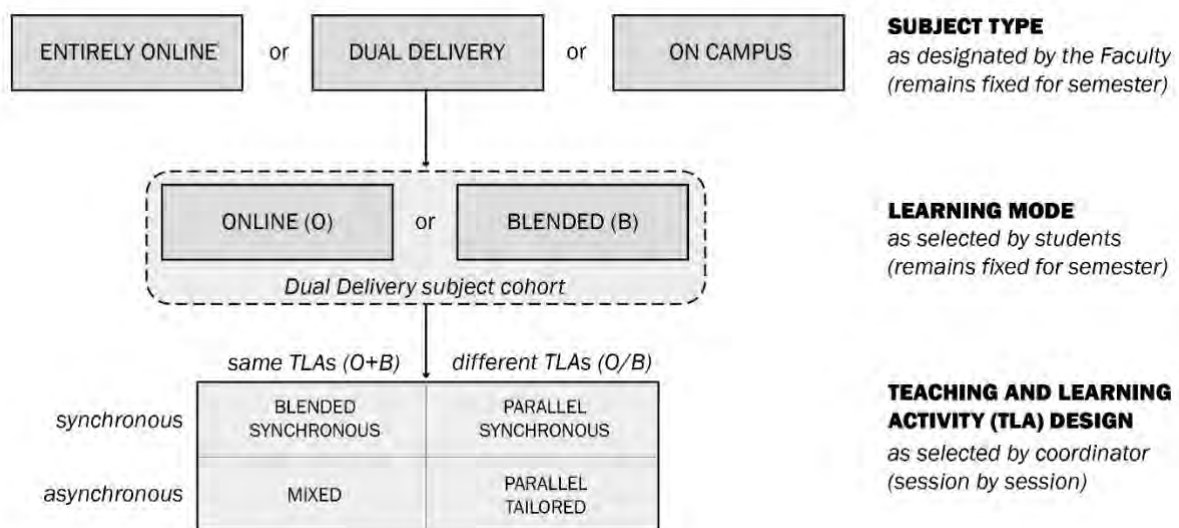 ENTIRELY ONLINE or DUAL DELIVERY or ON CAMPUS
SUBJECT TYPE
as designated by the Faculty
(remains fixed for semester)
ONLINE (O) or BLENDED (B)
Dual Delivery subject cohort
LEARNING MODE
as selected by students
(remains fixed for semester)
same TLAs (O+B) different TLAs (O/B)
synchronous
BLENDED
SYNCHRONOUS
PARALLEL
SYNCHRONOUS
asynchronous
MIXED
PARALLEL
TAILORED
TEACHING AND LEARNING
ACTIVITY (TLA) DESIGN
as selected by coordinator
(session by session)